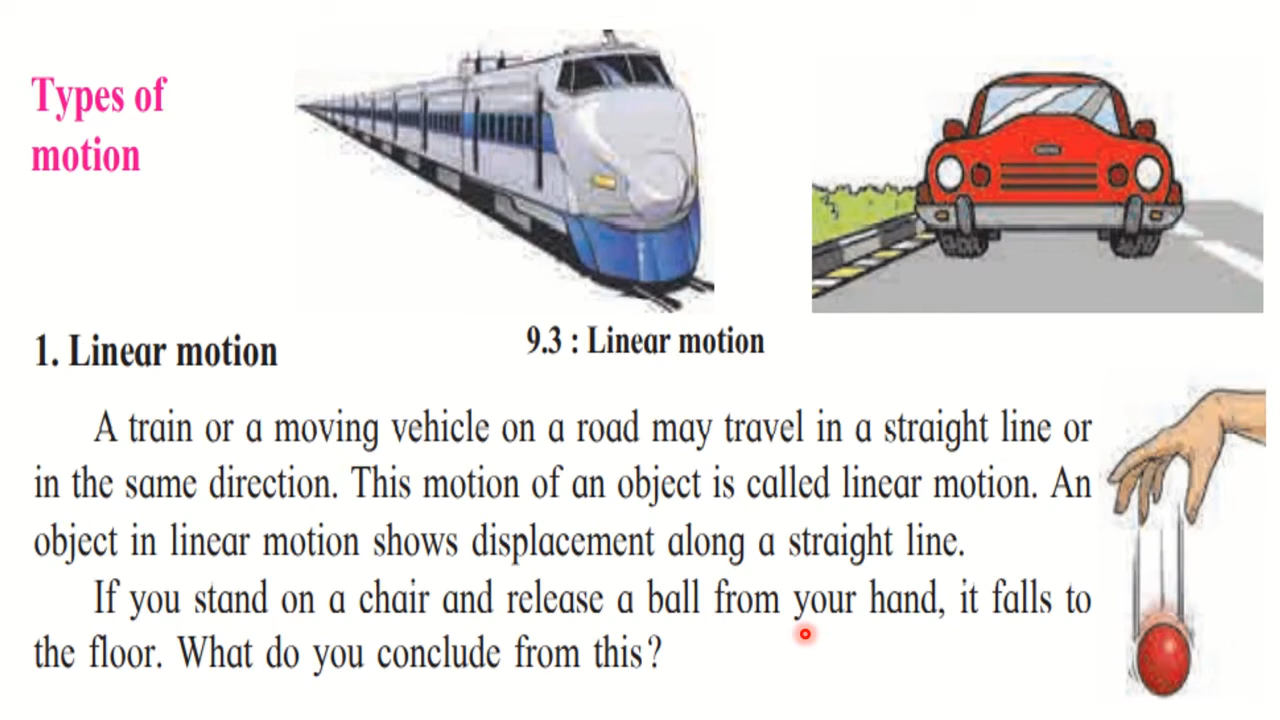 Types of
motion
9.3 : Linear motion
1. Linear motion
A train or a moving vehicle on a road may travel in a straight line or
in the same direction. This motion of an object is called linear motion. An
object in linear motion shows displacement along a straight line.
If you stand on a chair and release a ball from your hand, it falls to
the floor. What do you conclude from this?